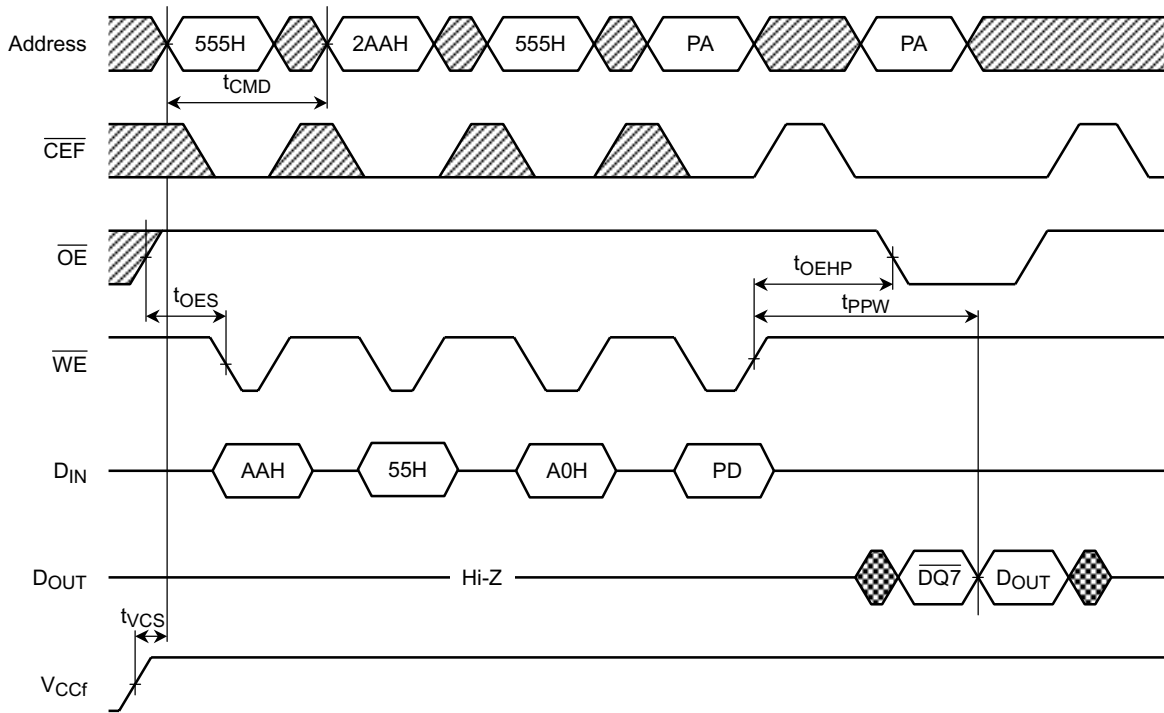 Address 555H 2AAH 555H PA PA
tCMD
CEF
OE
tOEHP
tOES tPPW
WE
DIN AAH 55H A0H PD
DOUT Hi-Z DQ7 DOUT
tVCS
VCCf